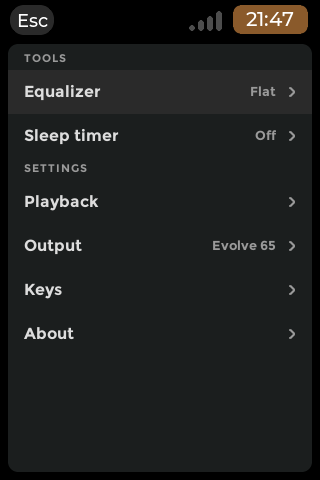 Esc
21:47
TOOLS
Equalizer Flat
Sleep timer Off
SETTINGS
Playback
Output Evolve 65
Keys
About